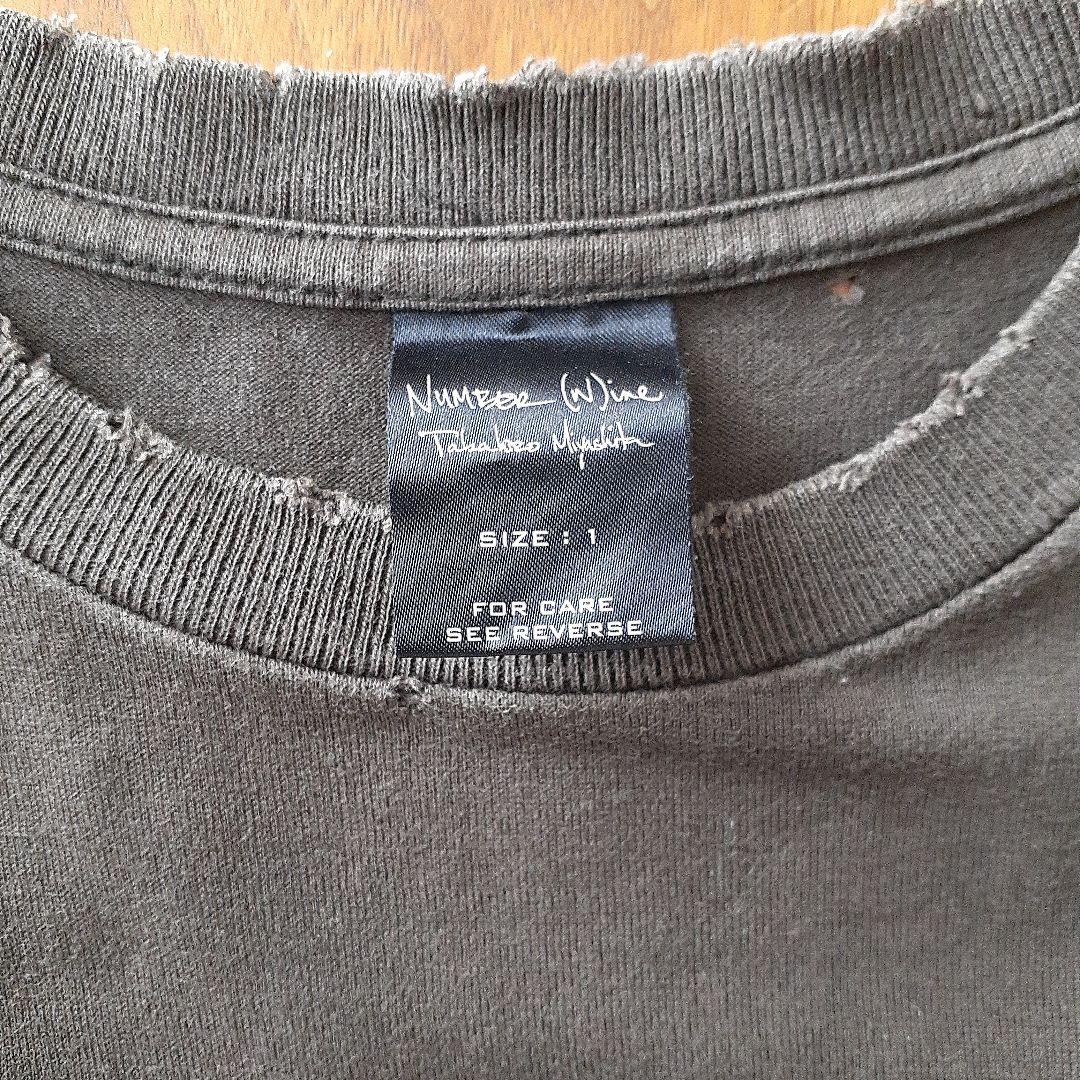 NUMBER (N)ine
Takahiro Miyashita
SIZE : 1
FOR CARE
SEE REVERSE